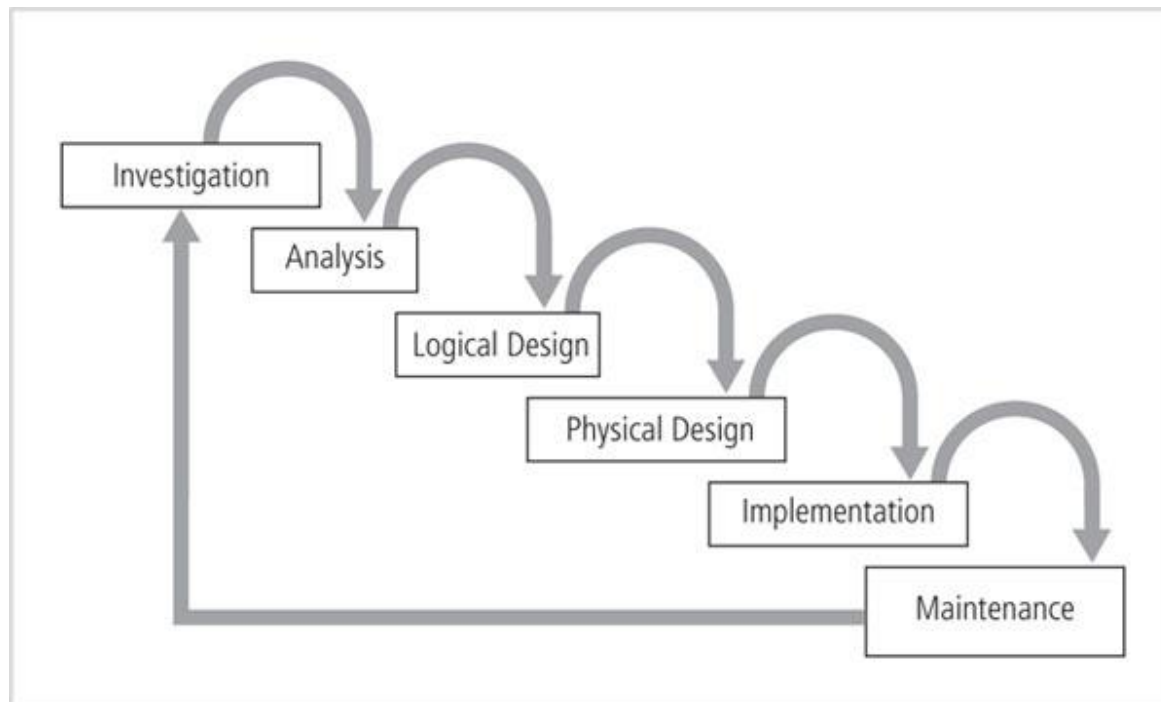 Investigation
Analysis
Logical Design
Physical Design
Implementation
Maintenance